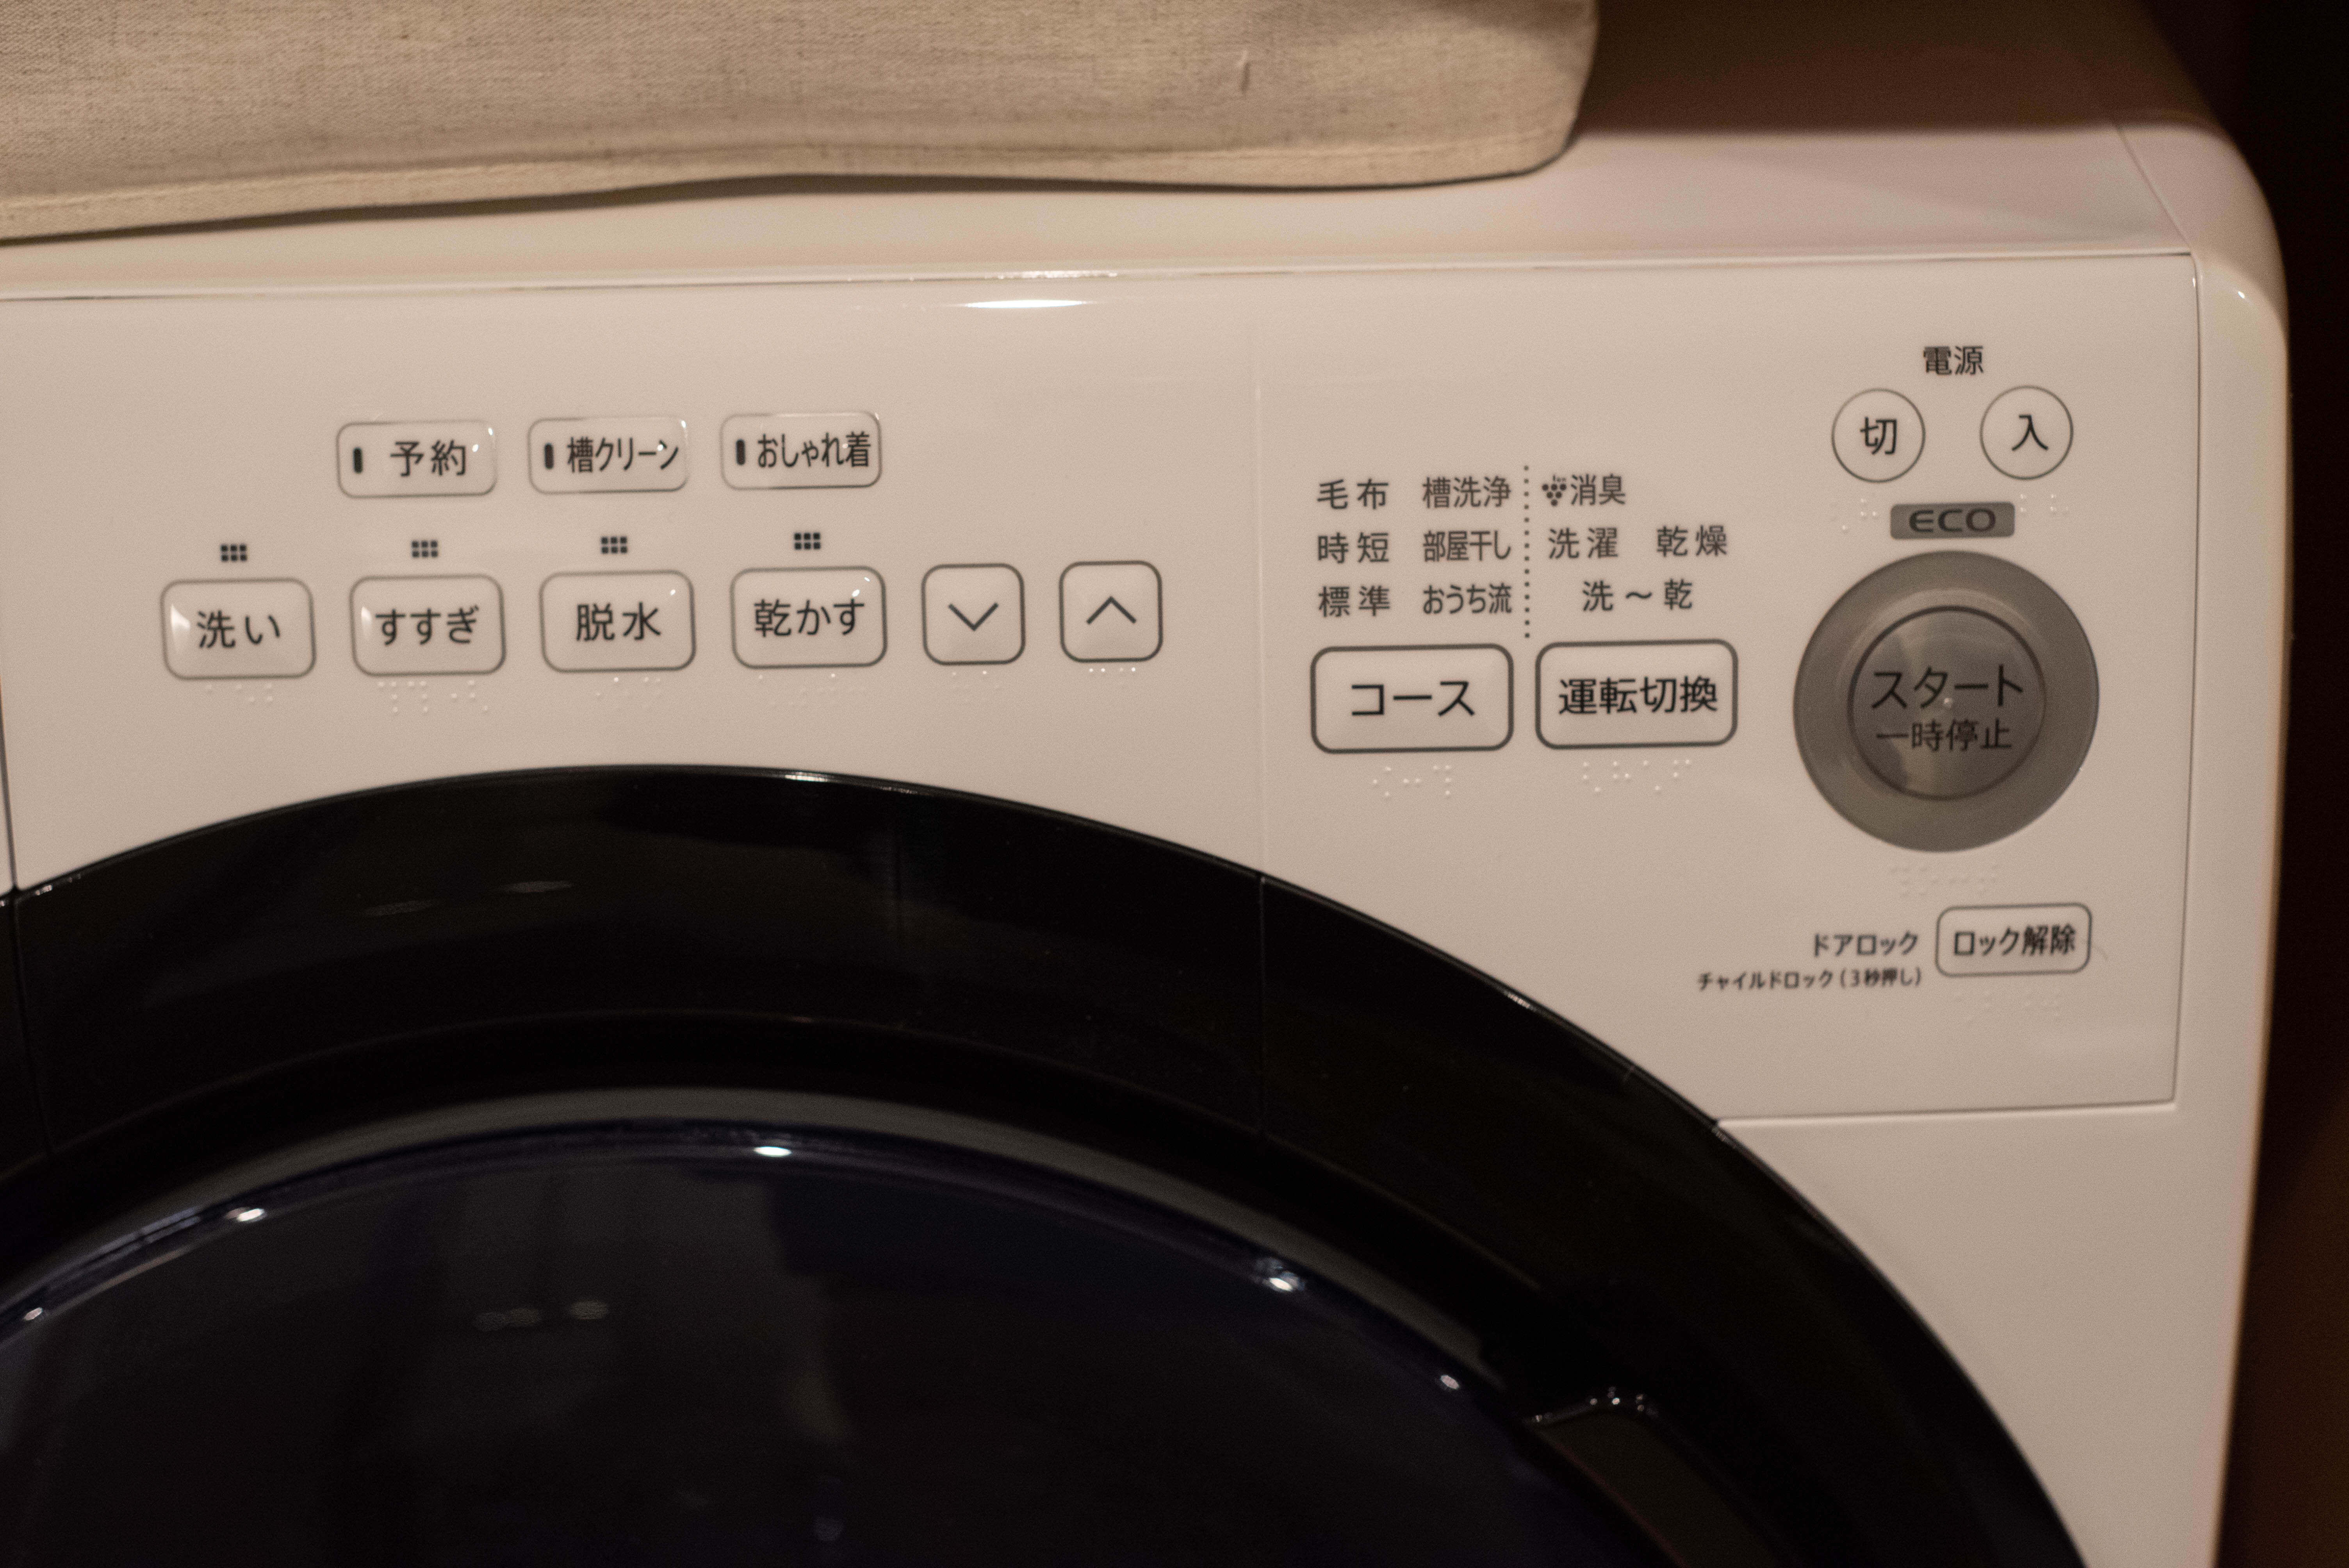 予約 槽クリーン おしゃれ着
洗い すすぎ 脱水 乾かす
毛布 槽洗浄 消臭
時短 部屋干し 洗濯 乾燥
標準 おうち流 洗～乾
コース 運転切換
電源
切 入
ECO
スタート
一時停止
ドアロック ロック解除
チャイルドロック (3秒押し)